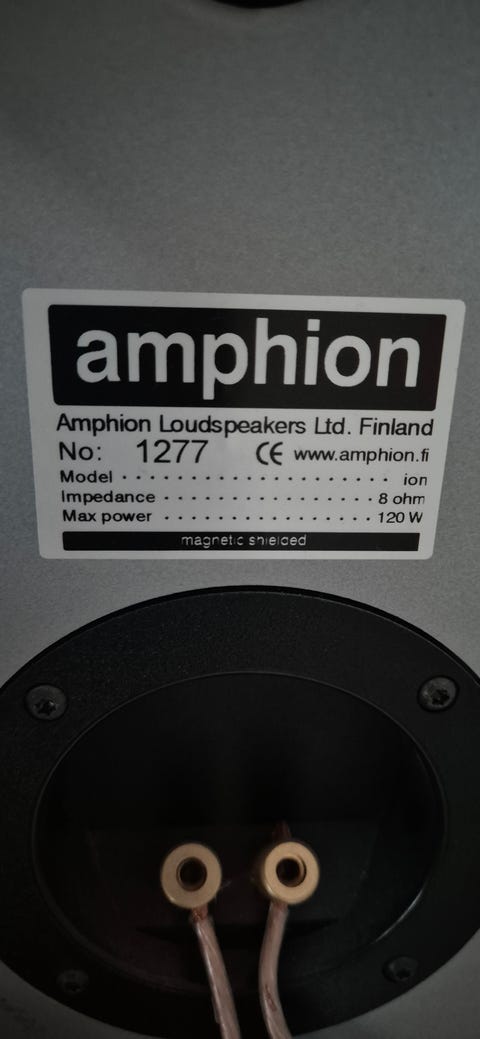 amphion
Amphion Loudspeakers Ltd. Finland
No: 1277 CE www.amphion.fi
Model . . . . . . . . . . . . . . . . . . . . . . ion
Impedance . . . . . . . . . . . . . . . . . 8 ohm
Max power . . . . . . . . . . . . . . . . . 120 W
magnetic shielded